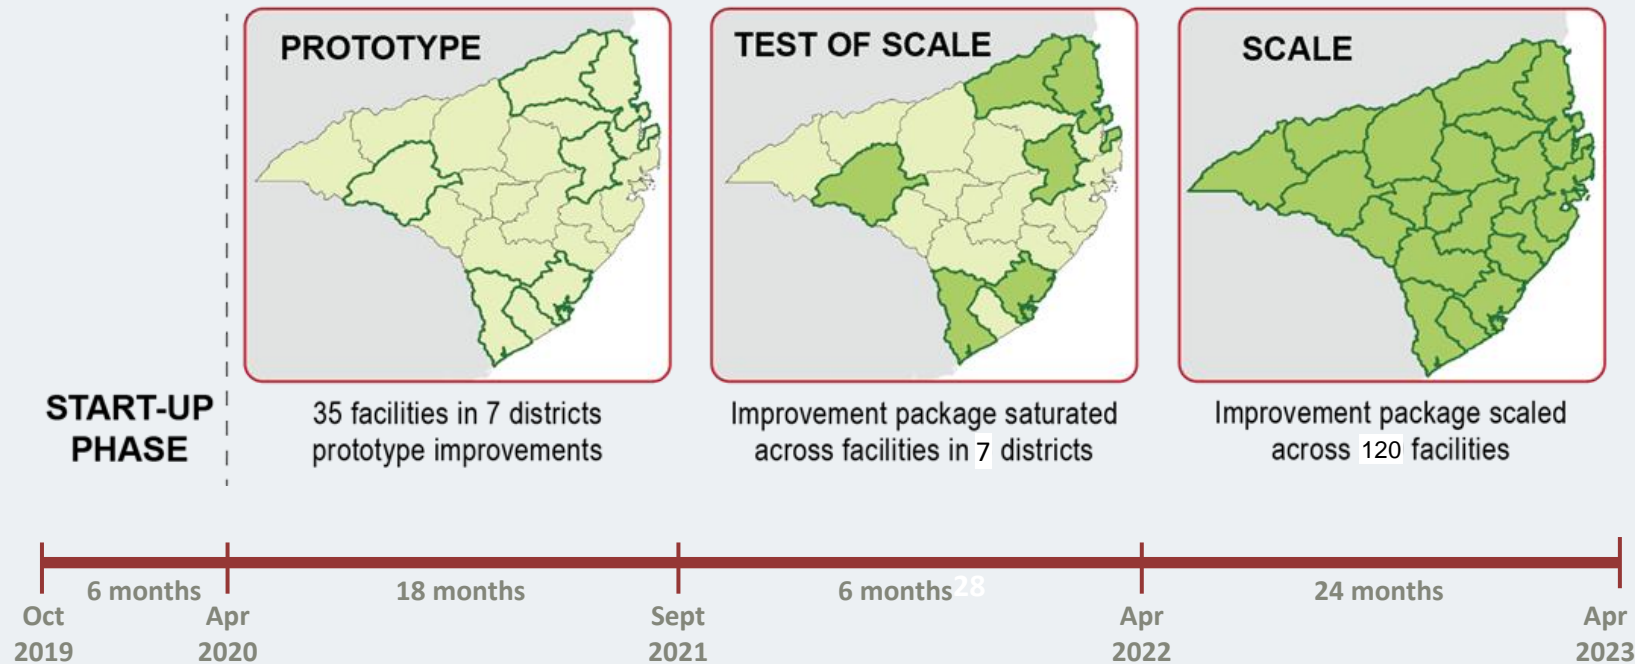 PROTOTYPE
TEST OF SCALE
SCALE
START-UP
PHASE
35 facilities in 7 districts
prototype improvements
Improvement package saturated
across facilities in 7 districts
Improvement package scaled
across 120 facilities
6 months
18 months
6 months28
24 months
Oct
2019
Apr
2020
Sept
2021
Apr
2022
Apr
2023